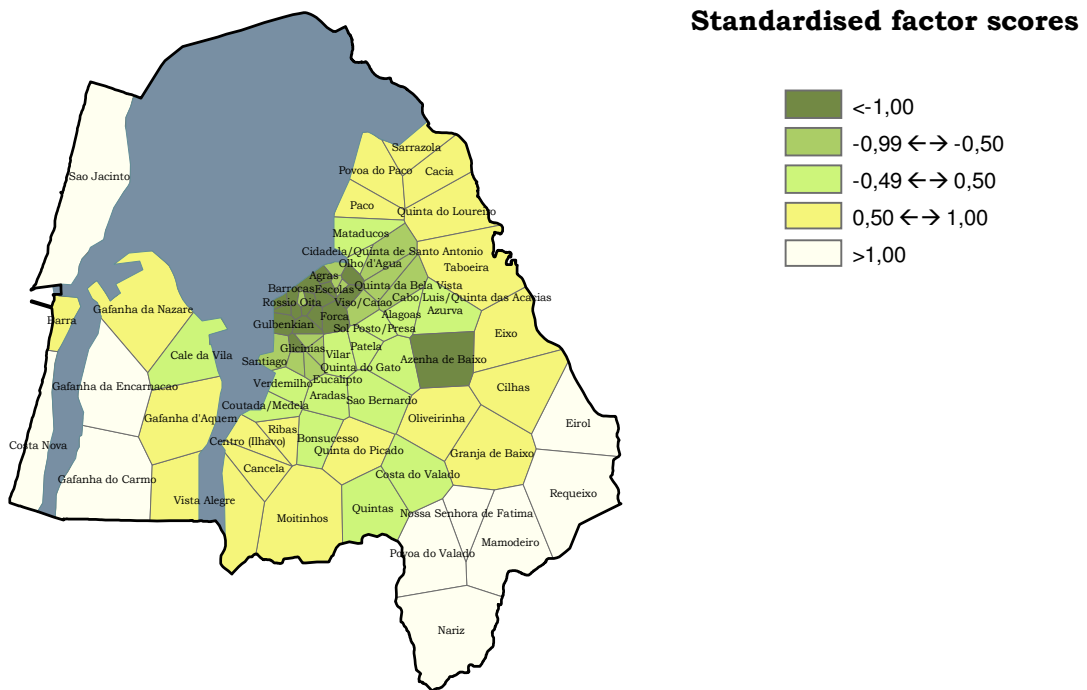 Standardised factor scores
<-1,00
-0,99 ←→ -0,50
-0,49 ←→ 0,50
0,50 ←→ 1,00
>1,00
Sarrazola
Povoa do Paco
Cacia
Sao Jacinto
Paco
Quinta do Loureiro
Mataducos
Cidadela/Quinta de Santo Antonio
Olho d'Agua
Taboeira
Agras
Barrocas
Escolas
Quinta da Bela Vista
Cabo Luis/Quinta das Acacias
Rossio
Oita
Viso/Caiao
Gafanha da Nazare
Azurva
Barra
Gulbenkian
Forca
Alagoas
Sol Posto/Presa
Eixo
Glicinias
Patela
Cale da Vila
Santiago
Vilar
Azenha de Baixo
Quinta do Gato
Gafanha da Encarnacao
Verdemilho
Eucalipto
Cilhas
Aradas
Sao Bernardo
Coutada/Medela
Gafanha d'Aquem
Oliveirinha
Eirol
Ribas
Costa Nova
Centro (Ilhavo)
Bonsucesso
Quinta do Picado
Granja de Baixo
Cancela
Costa do Valado
Gafanha do Carmo
Requeixo
Vista Alegre
Quintas
Nossa Senhora de Fatima
Moitinhos
Mamodeiro
Povoa do Valado
Nariz